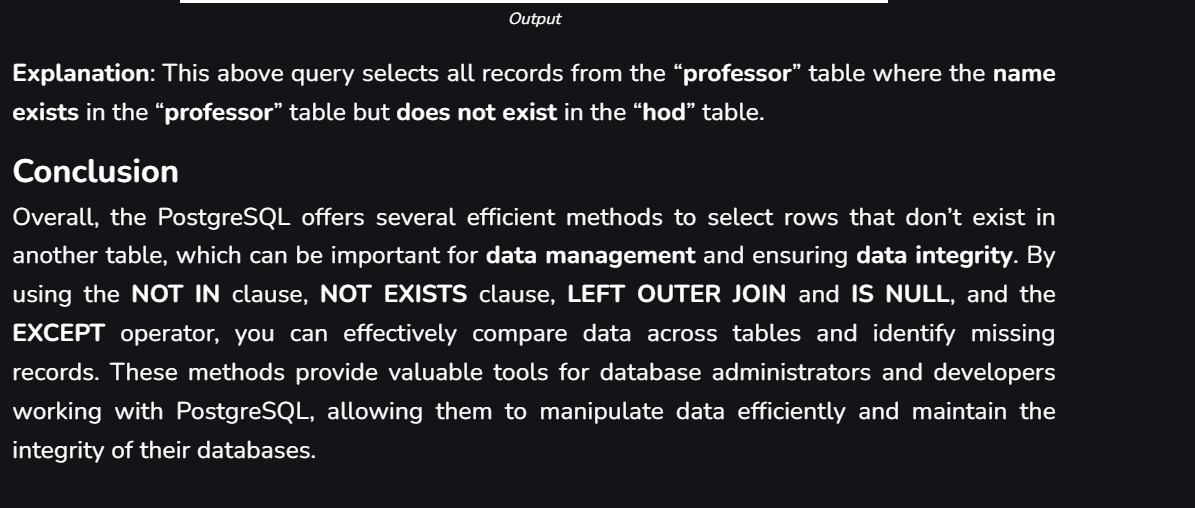 Output
Explanation: This above query selects all records from the “professor” table where the name
exists in the “professor” table but does not exist in the “hod” table.
Conclusion
Overall, the PostgreSQL offers several efficient methods to select rows that don’t exist in
another table, which can be important for data management and ensuring data integrity. By
using the NOT IN clause, NOT EXISTS clause, LEFT OUTER JOIN and IS NULL, and the
EXCEPT operator, you can effectively compare data across tables and identify missing
records. These methods provide valuable tools for database administrators and developers
working with PostgreSQL, allowing them to manipulate data efficiently and maintain the
integrity of their databases.